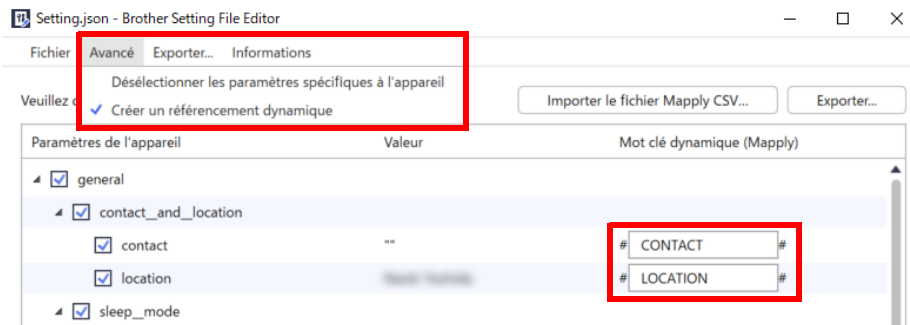 Setting.json - Brother Setting File Editor
Fichier Avancé Exporter... Informations
Désélectionner les paramètres spécifiques à l'appareil
Veuillez
Créer un référencement dynamique
Importer le fichier Mapply CSV... Exporter...
Paramètres de l'appareil Valeur Mot clé dynamique (Mapply)
general
contact_and_location
contact "" # CONTACT #
location # LOCATION #
sleep_mode